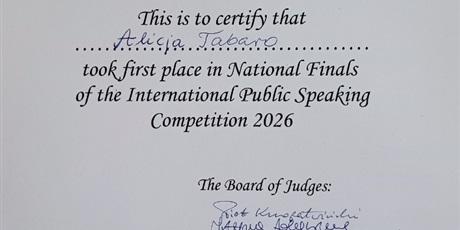 This is to certify that
Alicja Tabaro
took first place in National Finals
of the International Public Speaking
Competition 2026
The Board of Judges:
Piotr